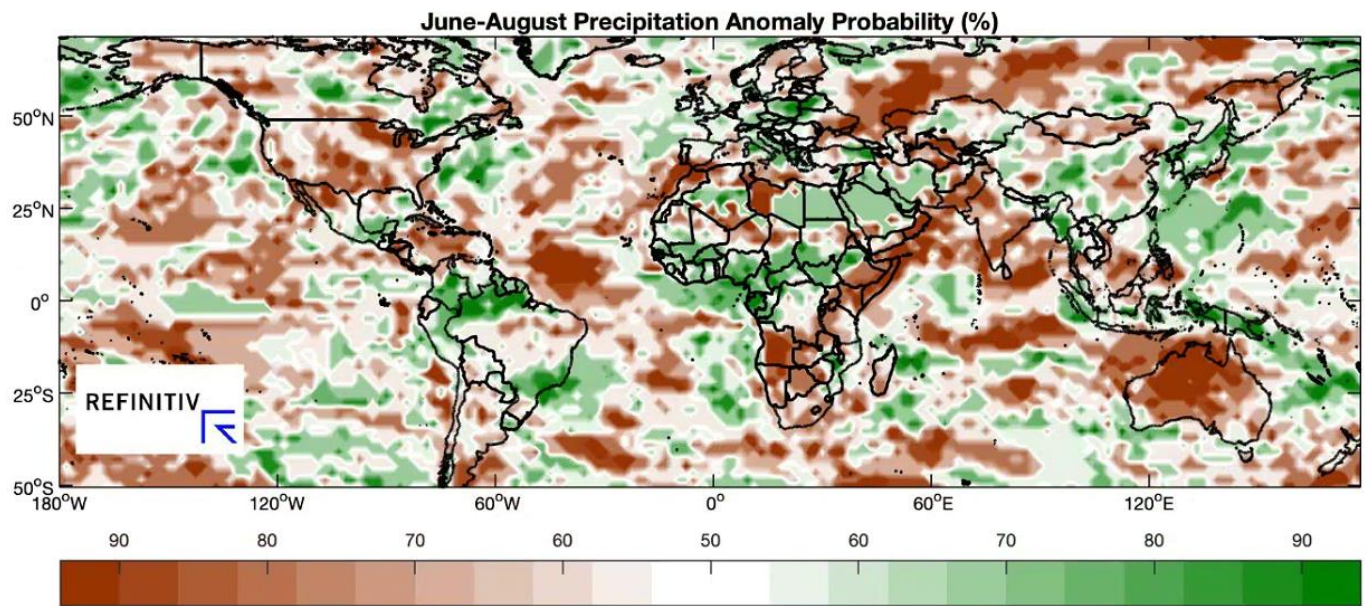 June-August Precipitation Anomaly Probability (%)
50°N
25°N
0°
25°S
50°S
REFINITIV
180°W 120°W 60°W 0° 60°E 120°E
90 80 70 60 50 60 70 80 90